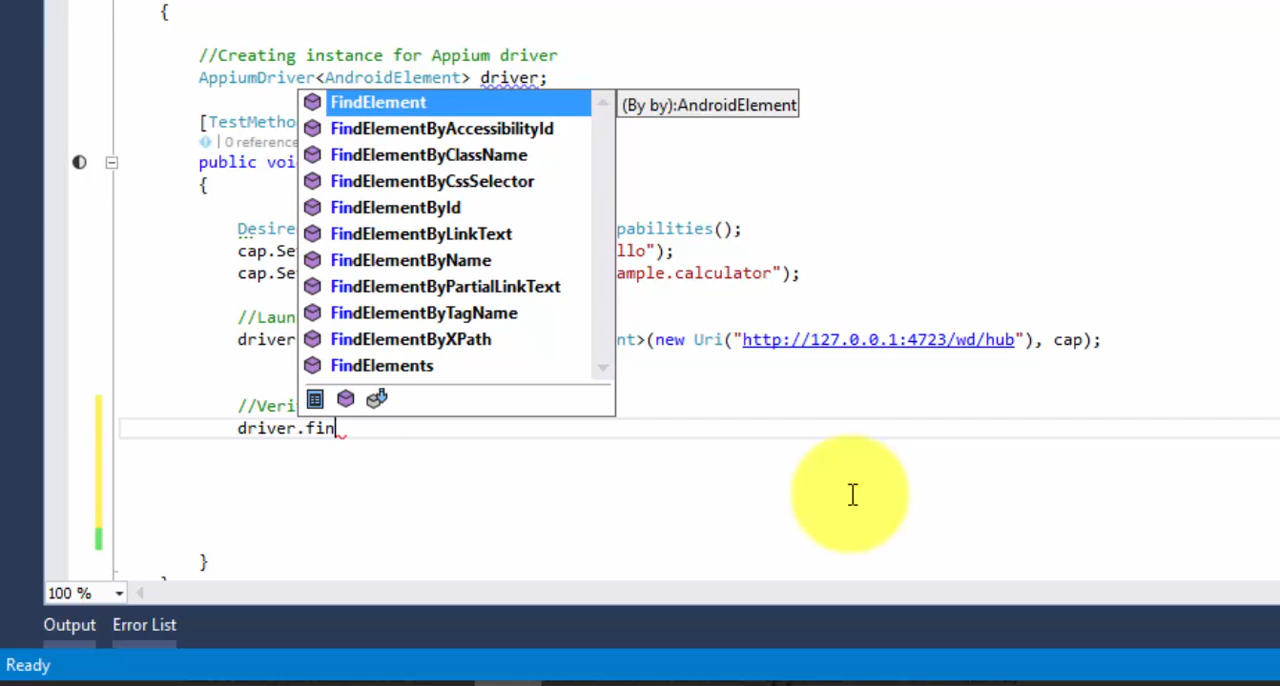 {
//Creating instance for Appium driver
AppiumDriver<AndroidElement> driver;
FindElement
(By by):AndroidElement
[TestMetho
FindElementByAccessibilityId
0 reference
FindElementByClassName
public voi
FindElementByCssSelector
{
FindElementById
Desire
pabilities();
FindElementByLinkText
cap.Se
llo");
FindElementByName
cap.Se
ample.calculator");
FindElementByPartialLinkText
//Laun
FindElementByTagName
driver
nt>(new Uri("http://127.0.0.1:4723/wd/hub"), cap);
FindElementByXPath
FindElements
//Veri
driver.fin
}
100 %
Output
Error List
Ready